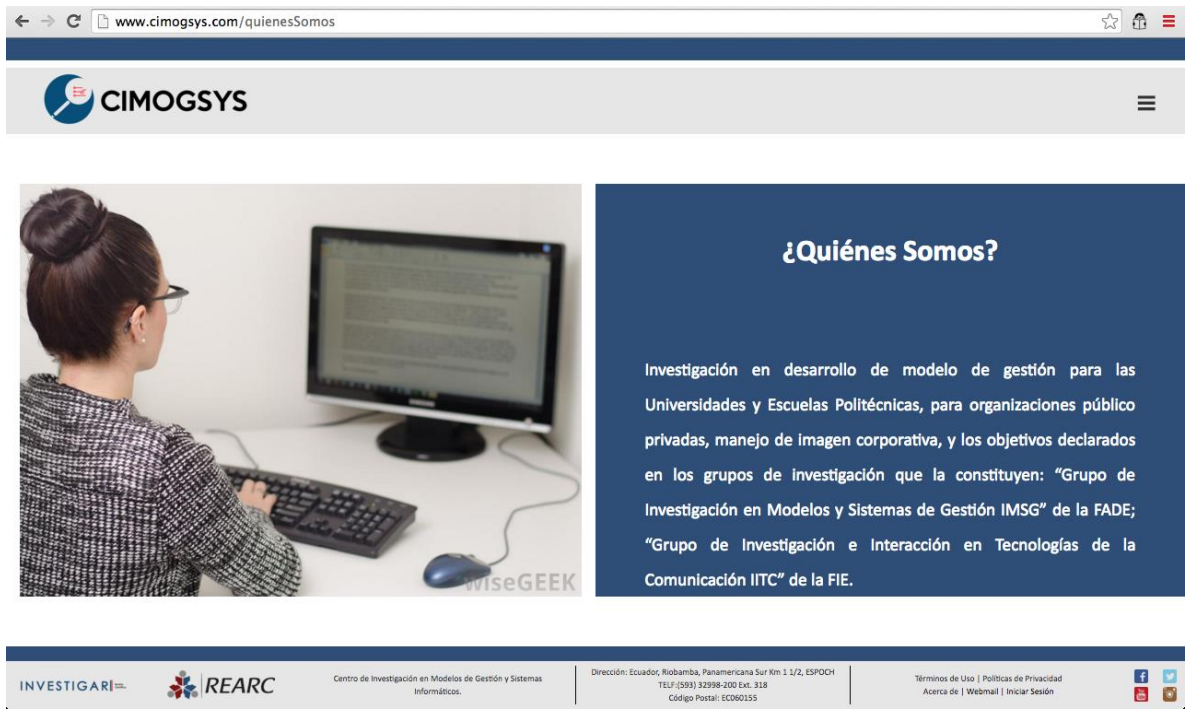 www.cimogsys.com/quienesSomos
CIMOGSYS
wiseGEEK
¿Quiénes Somos?
Investigación en desarrollo de modelo de gestión para las
Universidades y Escuelas Politécnicas, para organizaciones público
privadas, manejo de imagen corporativa, y los objetivos declarados
en los grupos de investigación que la constituyen: “Grupo de
Investigación en Modelos y Sistemas de Gestión IMSG” de la FADE;
“Grupo de Investigación e Interacción en Tecnologías de la
Comunicación IITC” de la FIE.
INVESTIGAR
REARC
Centro de Investigación en Modelos de Gestión y Sistemas
Informáticos.
Dirección: Ecuador, Riobamba, Panamericana Sur Km 1 1/2, ESPOCH
TELF:(593) 32998-200 Ext. 318
Código Postal: EC060155
Términos de Uso | Políticas de Privacidad
Acerca de | Webmail | Iniciar Sesión